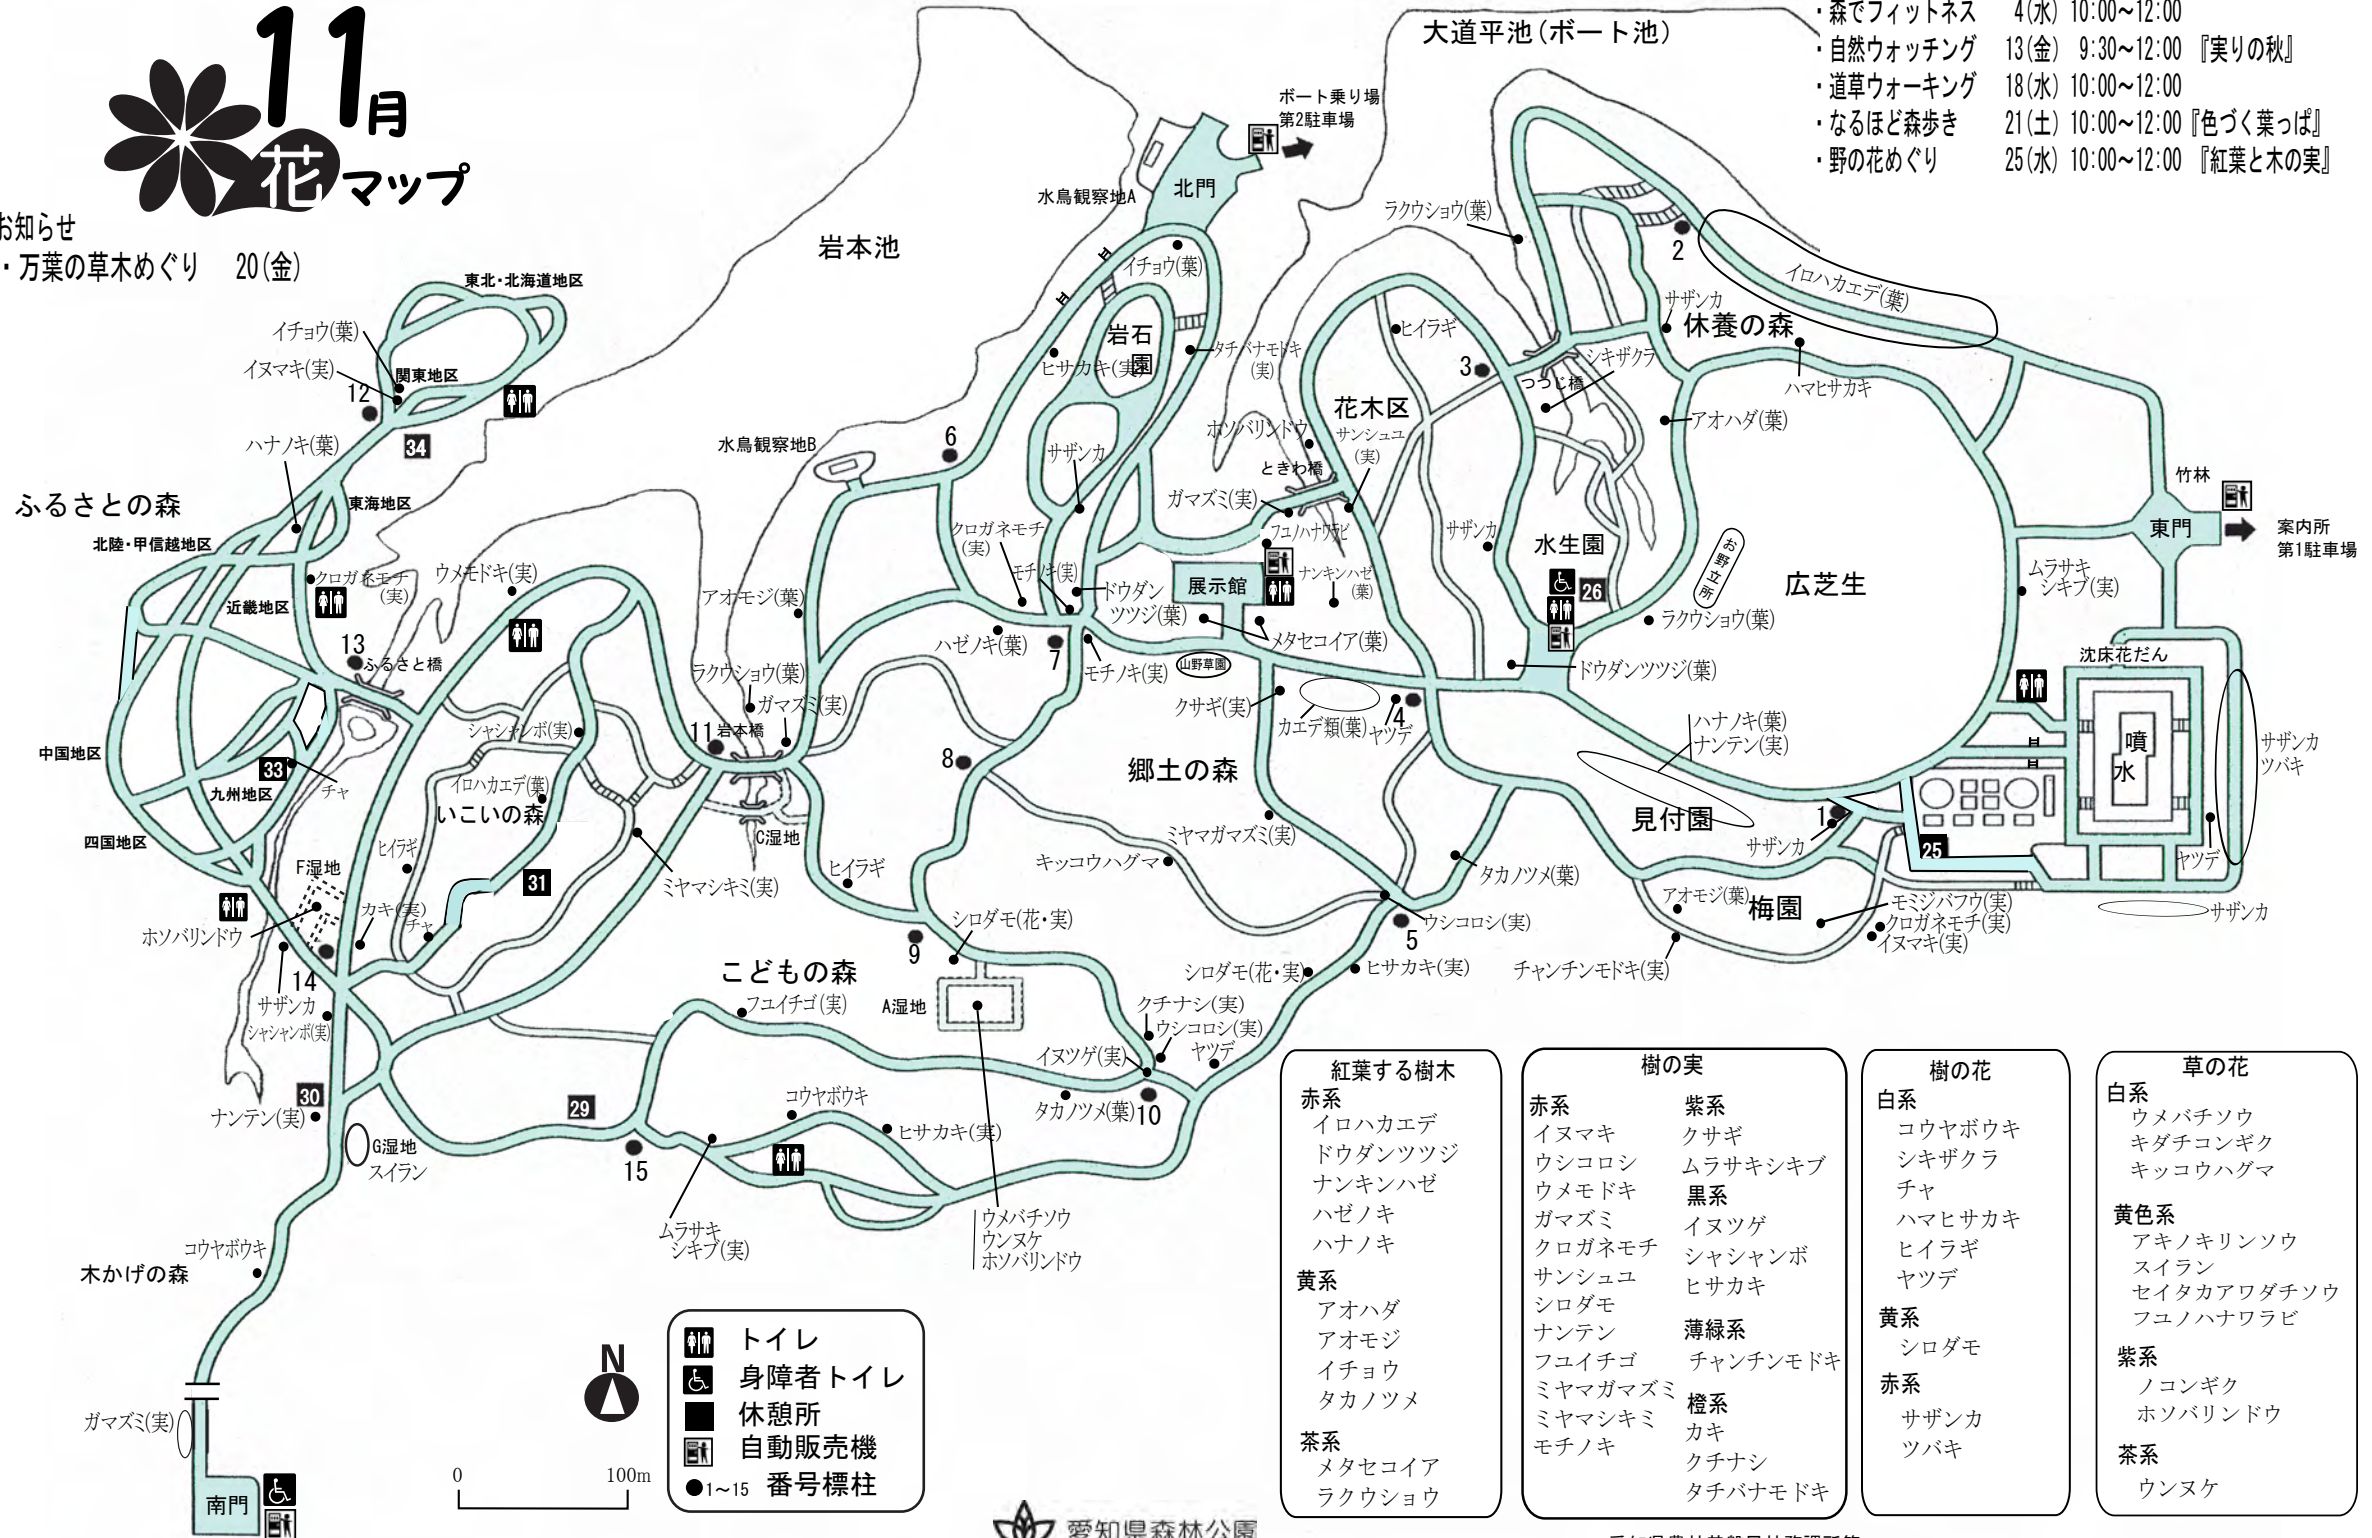 11月
花マップ
お知らせ
・万葉の草木めぐり 20(金)
・森でフィットネス 4(水) 10:00~12:00
・自然ウォッチング 13(金) 9:30~12:00 『実りの秋』
・道草ウォーキング 18(水) 10:00~12:00
・なるほど森歩き 21(土) 10:00~12:00『色づく葉っぱ』
・野の花めぐり 25(水) 10:00~12:00 『紅葉と木の実』
大道平池(ボート池)
ボート乗り場
第2駐車場
北門
水鳥観察地A
岩本池
ラクウショウ(葉)
2
イロハカエデ(葉)
イチョウ(葉)
サザンカ
休養の森
東北・北海道地区
イチョウ(葉)
イヌマキ(実)
関東地区
12
34
岩石園
ヒサカキ(実)
タチバナモドキ
(実)
ヒイラギ
3
シキザクラ
つつじ橋
ハマヒサカキ
花木区
アオハダ(葉)
ハナノキ(葉)
水鳥観察地B
6
サザンカ
ホソバリンドウ
サンシュユ
(実)
ときわ橋
竹林
東門
案内所
第1駐車場
ふるさとの森
東海地区
北陸・甲信越地区
ガマズミ(実)
クロガネモチ
(実)
フユノハナワラビ
サザンカ
水生園
26
お野立所
広芝生
ムラサキ
シキブ(実)
クロガネモチ
(実)
ウメモドキ(実)
近畿地区
アオモジ(葉)
モチノキ(実)
ドウダン
ツツジ(葉)
展示館
ナンキンハゼ
(葉)
ラクウショウ(葉)
13
ふるさと橋
ハゼノキ(葉)
7
モチノキ(実)
メタセコイア(葉)
山野草園
ドウダンツツジ(葉)
沈床花だん
ラクウショウ(葉)
ガマズミ(実)
クサギ(実)
カエデ類(葉)
ヤツデ
4
ハナノキ(葉)
ナンテン(実)
噴水
サザンカ
ツバキ
シャシャンボ(実)
11
岩本橋
中国地区
33
チャ
九州地区
8
郷土の森
イロハカエデ(葉)
いこいの森
C湿地
ミヤマガマズミ(実)
見付園
1
サザンカ
25
ヤツデ
四国地区
ヒイラギ
F湿地
31
ミヤマシキミ(実)
ヒイラギ
キッコウハグマ
タカノツメ(葉)
カキ(実)
チャ
ホソバリンドウ
シロダモ(花・実)
9
ウシコロシ(実)
5
アオモジ(葉)
梅園
モミジバフウ(実)
クロガネモチ(実)
イヌマキ(実)
サザンカ
14
サザンカ
シャシャンボ(実)
こどもの森
フユイチゴ(実)
A湿地
シロダモ(花・実)
ヒサカキ(実)
チャンチンモドキ(実)
クチナシ(実)
ウシコロシ(実)
ヤツデ
イヌツゲ(実)
30
ナンテン(実)
29
コウヤボウキ
タカノツメ(葉)
10
ヒサカキ(実)
G湿地
スイラン
15
ムラサキ
シキブ(実)
ウメバチソウ
ウンヌケ
ホソバリンドウ
コウヤボウキ
木かげの森
ガマズミ(実)
南門
N
0 100m
トイレ
身障者トイレ
休憩所
自動販売機
1~15 番号標柱
紅葉する樹木
赤系
イロハカエデ
ドウダンツツジ
ナンキンハゼ
ハゼノキ
ハナノキ
黄系
アオハダ
アオモジ
イチョウ
タカノツメ
茶系
メタセコイア
ラクウショウ
樹の実
赤系
イヌマキ
ウシコロシ
ウメモドキ
ガマズミ
クロガネモチ
サンシュユ
シロダモ
ナンテン
フユイチゴ
ミヤマガマズミ
ミヤマシキミ
モチノキ
紫系
クサギ
ムラサキシキブ
黒系
イヌツゲ
シャシャンボ
ヒサカキ
薄緑系
チャンチンモドキ
橙系
カキ
クチナシ
タチバナモドキ
樹の花
白系
コウヤボウキ
シキザクラ
チャ
ハマヒサカキ
ヒイラギ
ヤツデ
黄系
シロダモ
赤系
サザンカ
ツバキ
草の花
白系
ウメバチソウ
キダチコンギク
キッコウハグマ
黄色系
アキノキリンソウ
スイラン
セイタカアワダチソウ
フユノハナワラビ
紫系
ノコンギク
ホソバリンドウ
茶系
ウンヌケ
愛知県森林公園